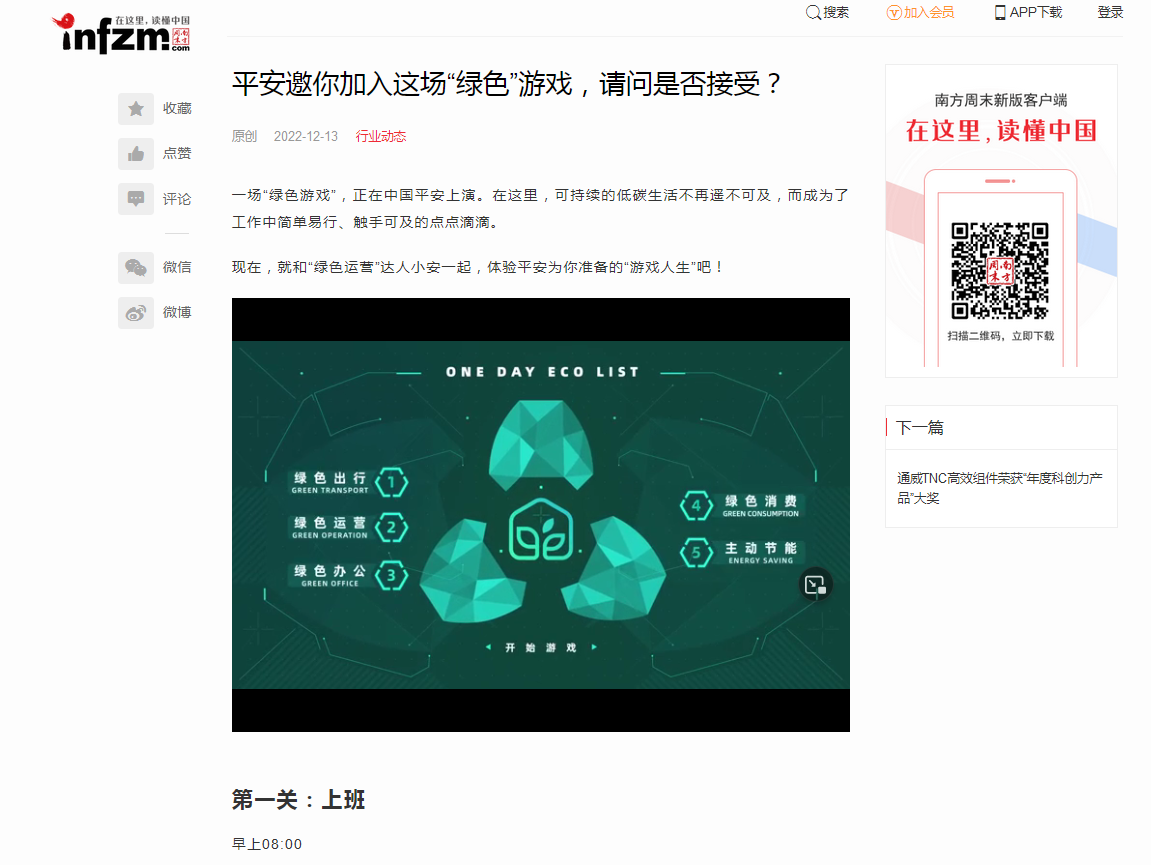 在这里，读懂中国
infzm
.com
南方周末
搜索
加入会员
APP下载
登录
平安邀你加入这场“绿色”游戏，请问是否接受？
原创 2022-12-13 行业动态
收藏
点赞
评论
微信
微博
一场“绿色游戏”，正在中国平安上演。在这里，可持续的低碳生活不再遥不可及，而成为了
工作中简单易行、触手可及的点点滴滴。
现在，就和“绿色运营”达人小安一起，体验平安为你准备的“游戏人生”吧！
ONE DAY ECO LIST
绿色出行 1
GREEN TRANSPORT
绿色运营 2
GREEN OPERATION
绿色办公 3
GREEN OFFICE
4 绿色消费
GREEN CONSUMPTION
5 主动节能
ENERGY SAVING
开始游戏
第一关：上班
早上08:00
南方周末新版客户端
在这里，读懂中国
南方周末
扫描二维码，立即下载
下一篇
通威TNC高效组件荣获“年度科创力产
品”大奖